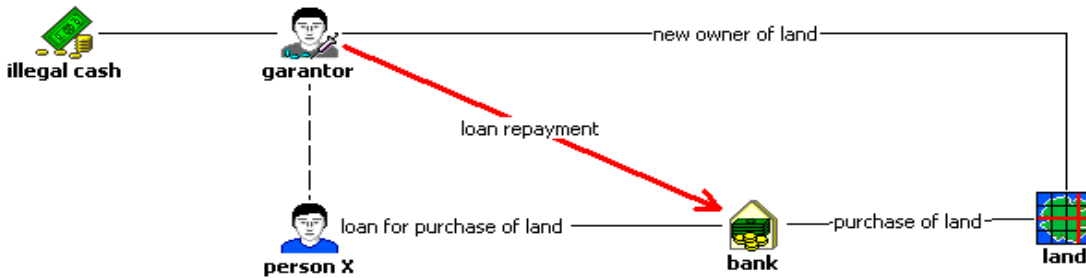 new owner of land
illegal cash
garantor
loan repayment
loan for purchase of land
purchase of land
person X
bank
land